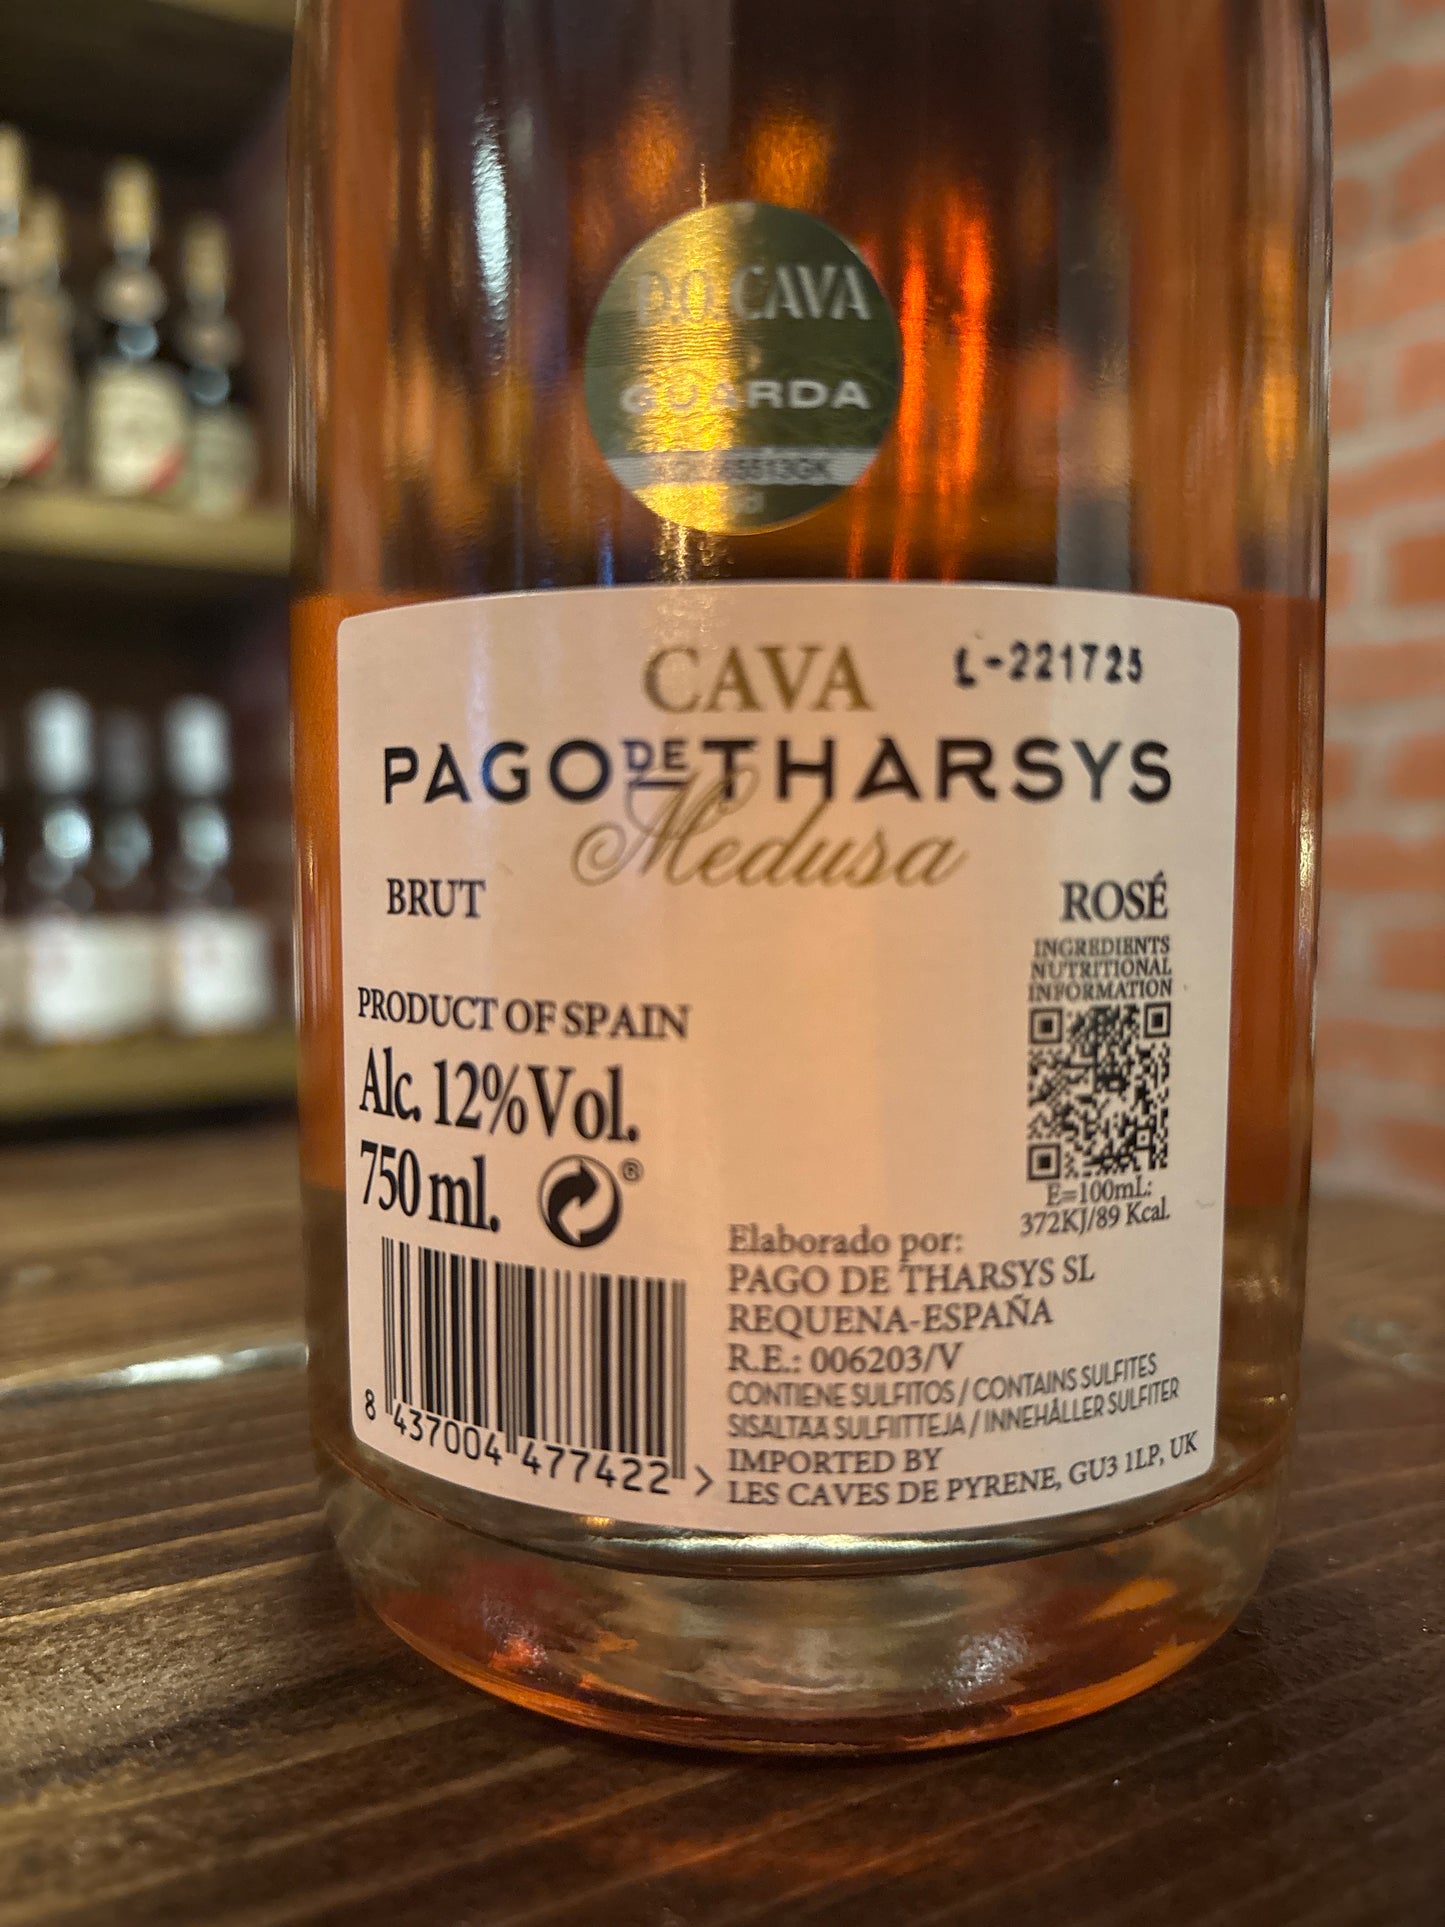 D.O. CAVA
GUARDA
CAVA
L-221725
PAGO DE THARSYS
Medusa
BRUT
ROSÉ
INGREDIENTS
NUTRITIONAL
INFORMATION
PRODUCT OF SPAIN
Alc. 12% Vol.
750 ml.
®
E=100mL:
372KJ/89 Kcal.
Elaborado por:
PAGO DE THARSYS SL
REQUENA-ESPAÑA
R.E.: 006203/V
CONTIENE SULFITOS / CONTAINS SULFITES
SISÄLTÄÄ SULFIITTEJA / INNEHÅLLER SULFITER
IMPORTED BY
LES CAVES DE PYRENE, GU3 1LP, UK
8 437004 477422 >